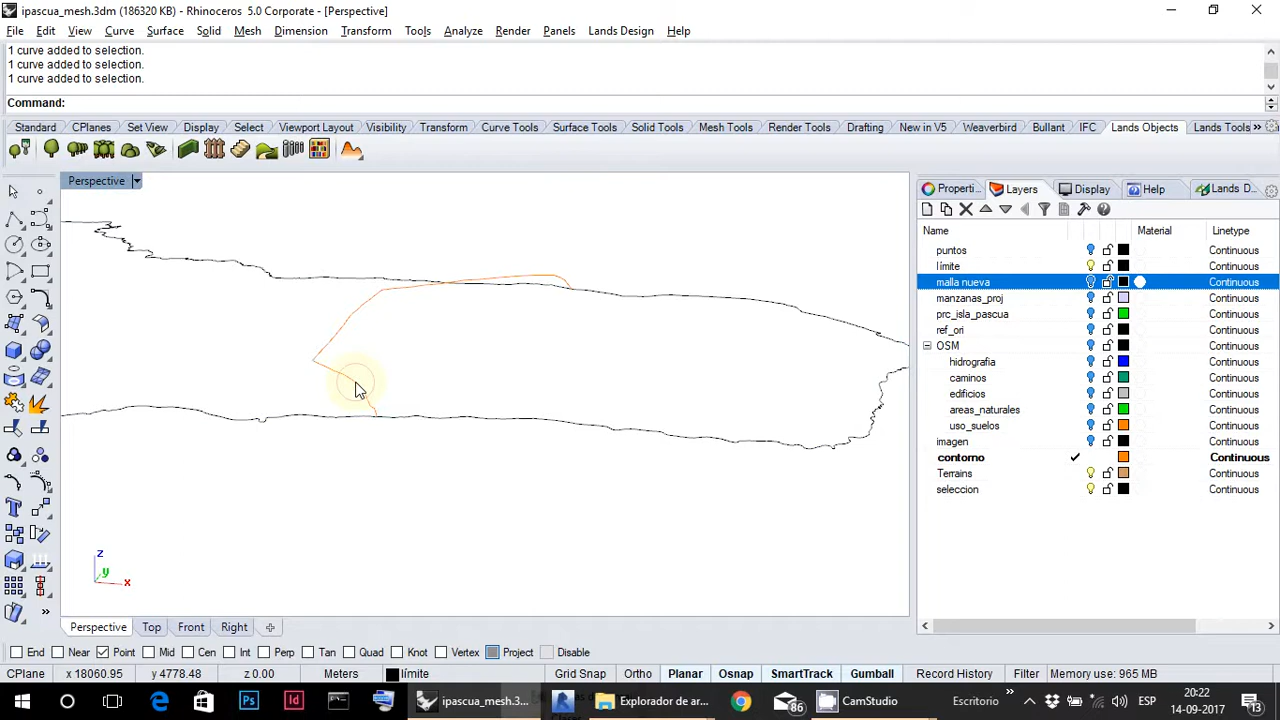 ipascua_mesh.3dm (186320 KB) - Rhinoceros 5.0 Corporate - [Perspective]
File Edit View Curve Surface Solid Mesh Dimension Transform Tools Analyze Render Panels Lands Design Help
1 curve added to selection.
1 curve added to selection.
1 curve added to selection.
Command:
Standard CPlanes Set View Display Select Viewport Layout Visibility Transform Curve Tools Surface Tools Solid Tools Mesh Tools Render Tools Drafting New in V5 Weaverbird Bullant IFC Lands Objects Lands Tools »
Perspective
Properti... Layers Display Help Lands D...
Name Material Linetype
puntos Continuous
límite Continuous
malla nueva Continuous
manzanas_proj Continuous
prc_isla_pascua Continuous
ref_ori Continuous
OSM Continuous
hidrografia Continuous
caminos Continuous
edificios Continuous
areas_naturales Continuous
uso_suelos Continuous
imagen Continuous
contorno Continuous
Terrains Continuous
seleccion Continuous
z
y
x
Perspective Top Front Right
End Near Point Mid Cen Int Perp Tan Quad Knot Vertex Project Disable
CPlane x 18060.95 y 4778.48 z 0.00 Meters límite Grid Snap Ortho Planar Osnap SmartTrack Gumball Record History Filter Memory use: 965 MB
ipascua_mesh.3... Explorador de ar... 86 CamStudio Escritorio » ESP 20:22
14-09-2017 13